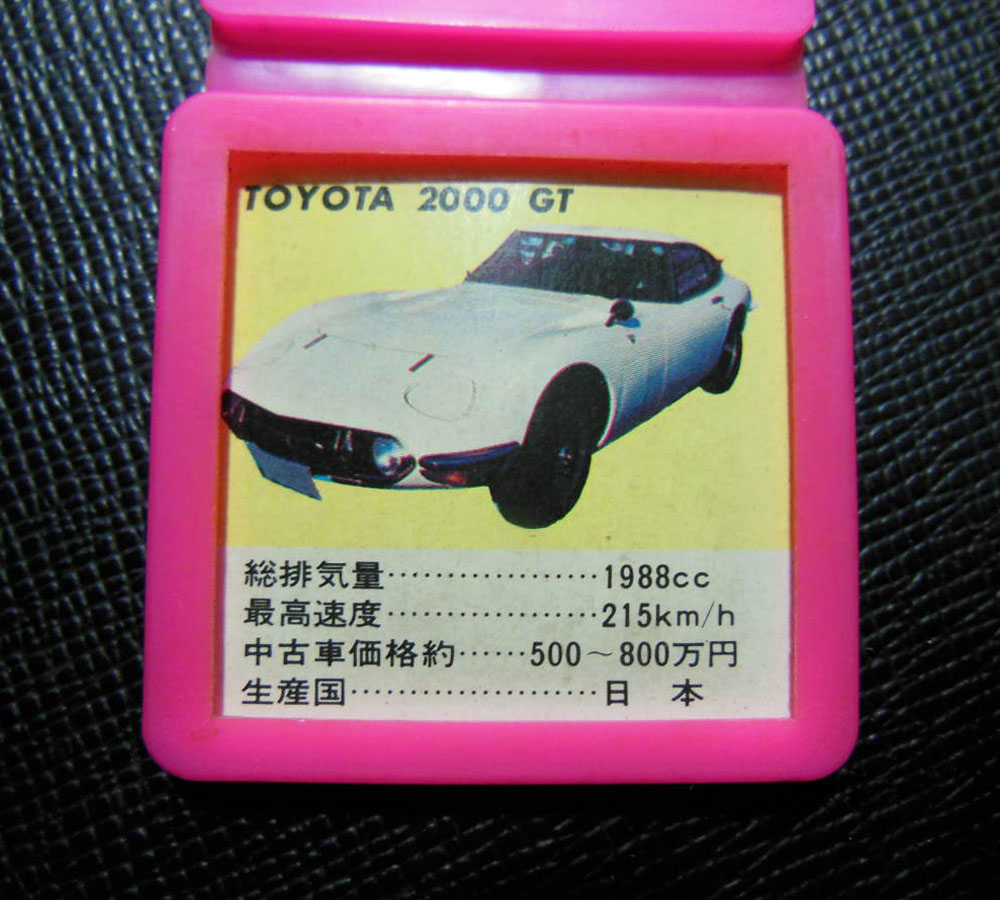 TOYOTA 2000 GT
総排気量··················1988cc
最高速度··················215km/h
中古車価格約······500〜800万円
生産国·····················日 本